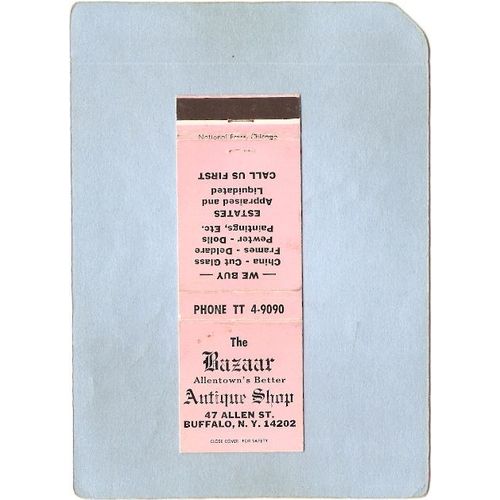 National Press, Chicago
— WE BUY —
China - Cut Glass
Frames - Deldare
Pewter - Dolls
Paintings, Etc.
ESTATES
Appraised and
Liquidated
CALL US FIRST
PHONE TT 4-9090
The
Bazaar
Allentown's Better
Antique Shop
47 ALLEN ST.
BUFFALO, N. Y. 14202
CLOSE COVER FOR SAFETY